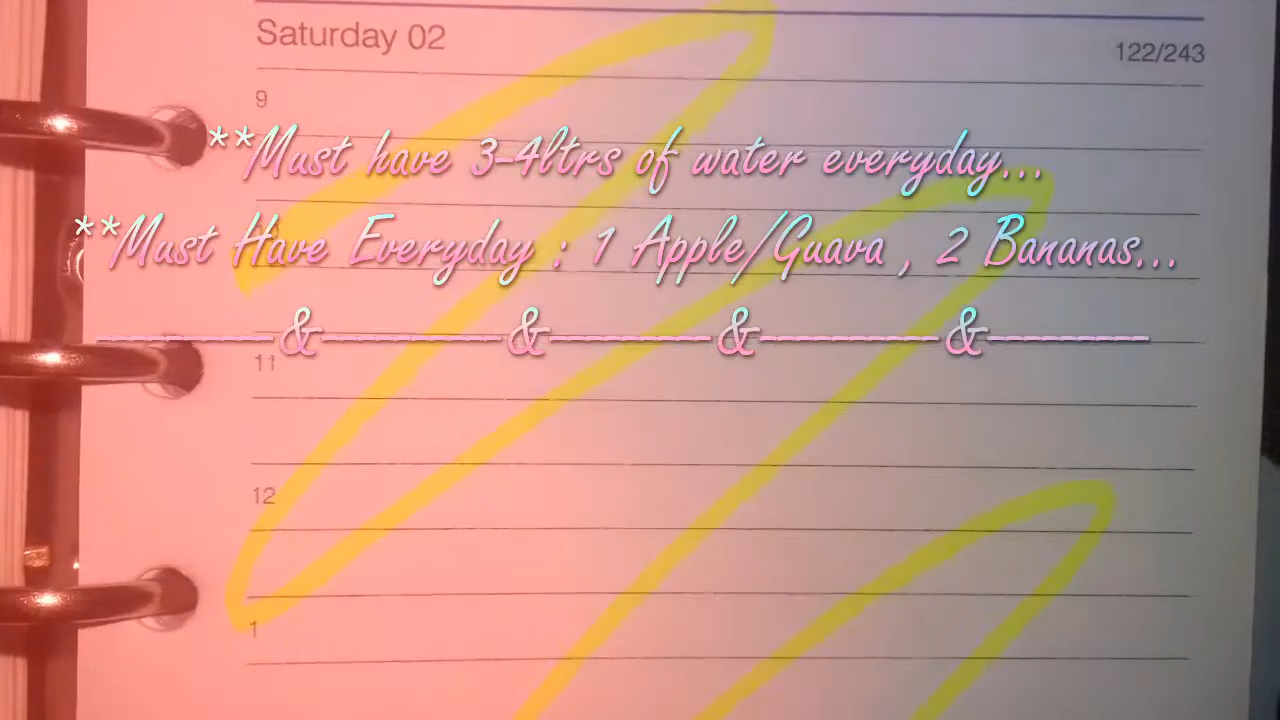 Saturday 02
122/243
9
**Must have 3-4ltrs of water everyday...
**Must Have Everyday : 1 Apple/Guava , 2 Bananas...
----------&----------&---------&----------&---------
11
12
1